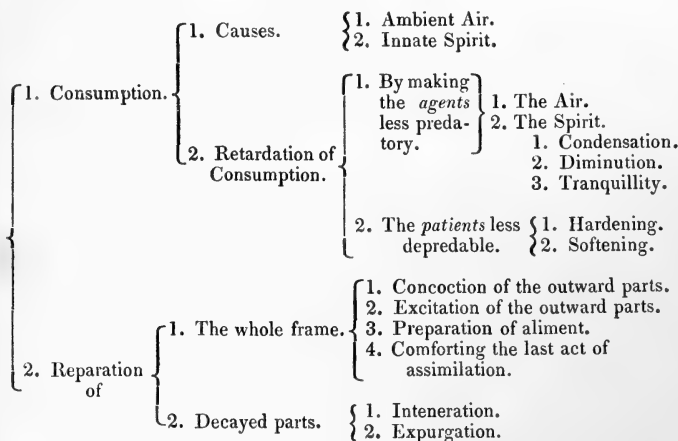 1. Causes.
1. Ambient Air.
2. Innate Spirit.
1. Consumption.
2. Retardation of
Consumption.
1. By making
the agents
less preda-
tory.
1. The Air.
2. The Spirit.
1. Condensation.
2. Diminution.
3. Tranquillity.
2. The patients less
depredable.
1. Hardening.
2. Softening.
2. Reparation
of
1. The whole frame.
1. Concoction of the outward parts.
2. Excitation of the outward parts.
3. Preparation of aliment.
4. Comforting the last act of
assimilation.
2. Decayed parts.
1. Inteneration.
2. Expurgation.